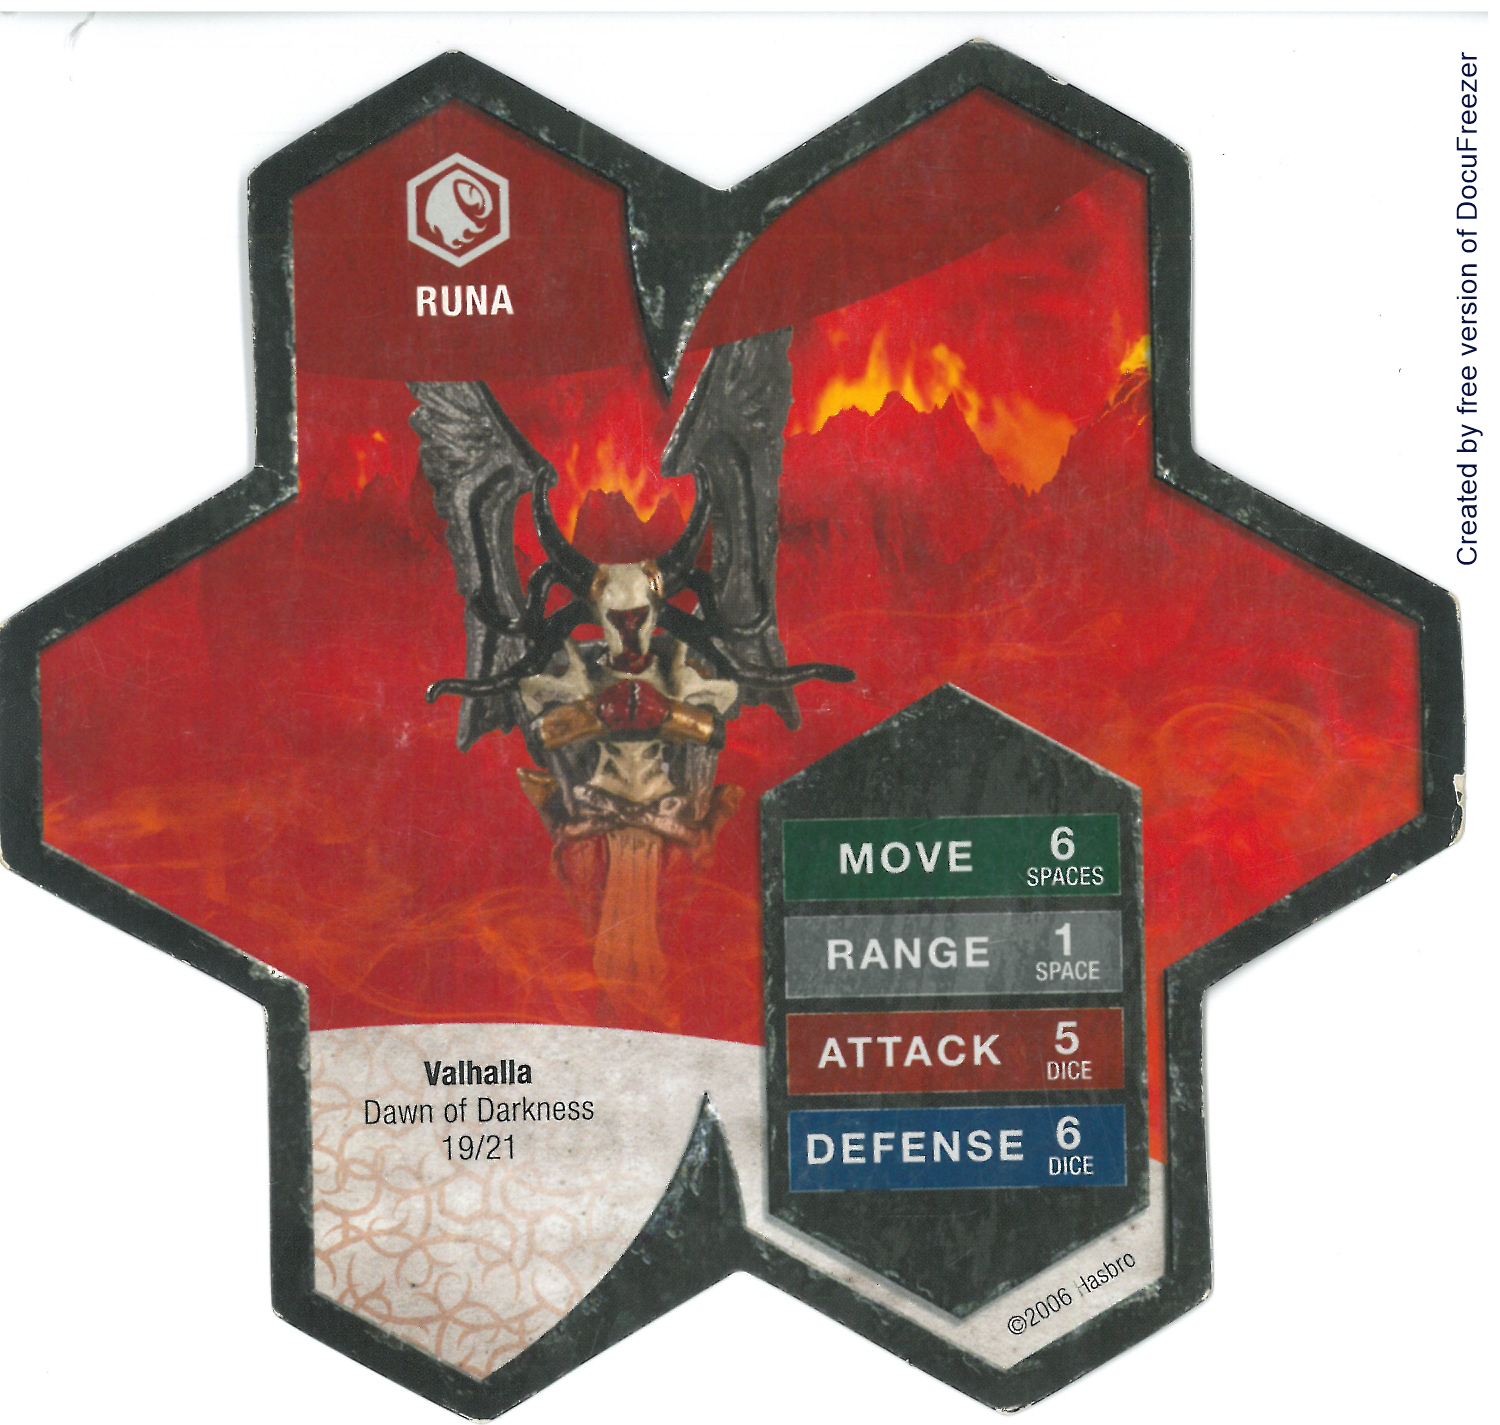 RUNA
MOVE 6
SPACES
RANGE 1
SPACE
ATTACK 5
DICE
DEFENSE 6
DICE
Valhalla
Dawn of Darkness
19/21
©2006 Hasbro
Created by free version of DocuFreezer